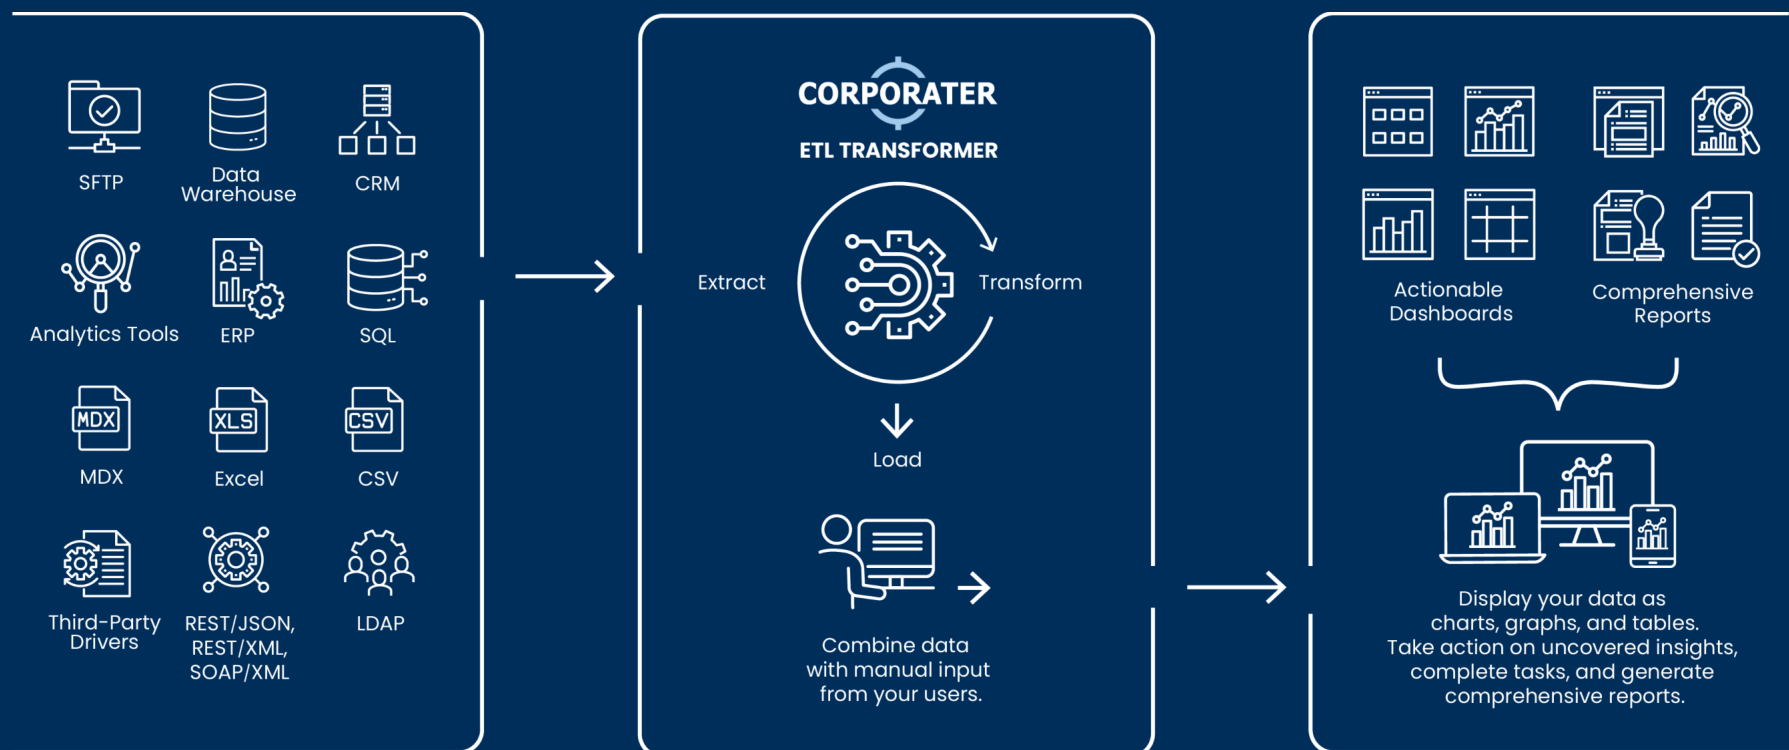 SFTP
Data
Warehouse
CRM
Analytics Tools
ERP
SQL
MDX
XLS
CSV
MDX
Excel
CSV
Third-Party
Drivers
REST/JSON,
REST/XML,
SOAP/XML
LDAP
CORPORATER
ETL TRANSFORMER
Extract
Transform
Load
Combine data
with manual input
from your users.
Actionable
Dashboards
Comprehensive
Reports
Display your data as
charts, graphs, and tables.
Take action on uncovered insights,
complete tasks, and generate
comprehensive reports.